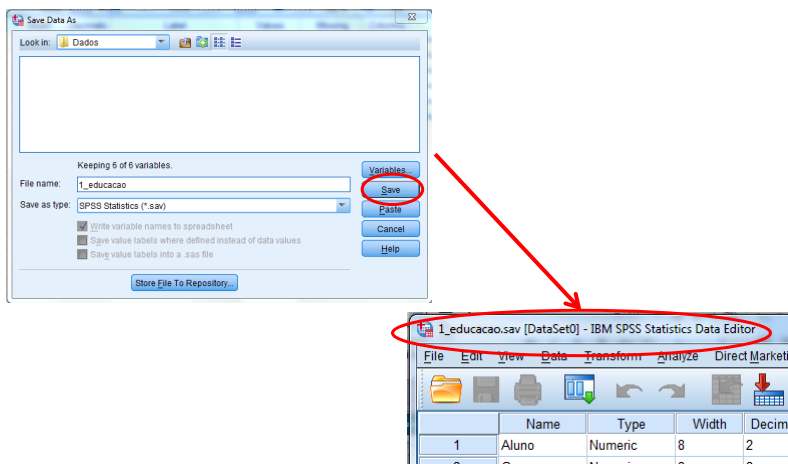 Save Data As
Look in: Dados
Keeping 6 of 6 variables.
Variables...
File name: 1_educacao
Save
Save as type: SPSS Statistics (*.sav)
Paste
Write variable names to spreadsheet
Cancel
Save value labels where defined instead of data values
Save value labels into a .sas file
Help
Store File To Repository...
1_educacao.sav [DataSet0] - IBM SPSS Statistics Data Editor
File Edit View Data Transform Analyze Direct Marketi
Name Type Width Decim
1 Aluno Numeric 8 2